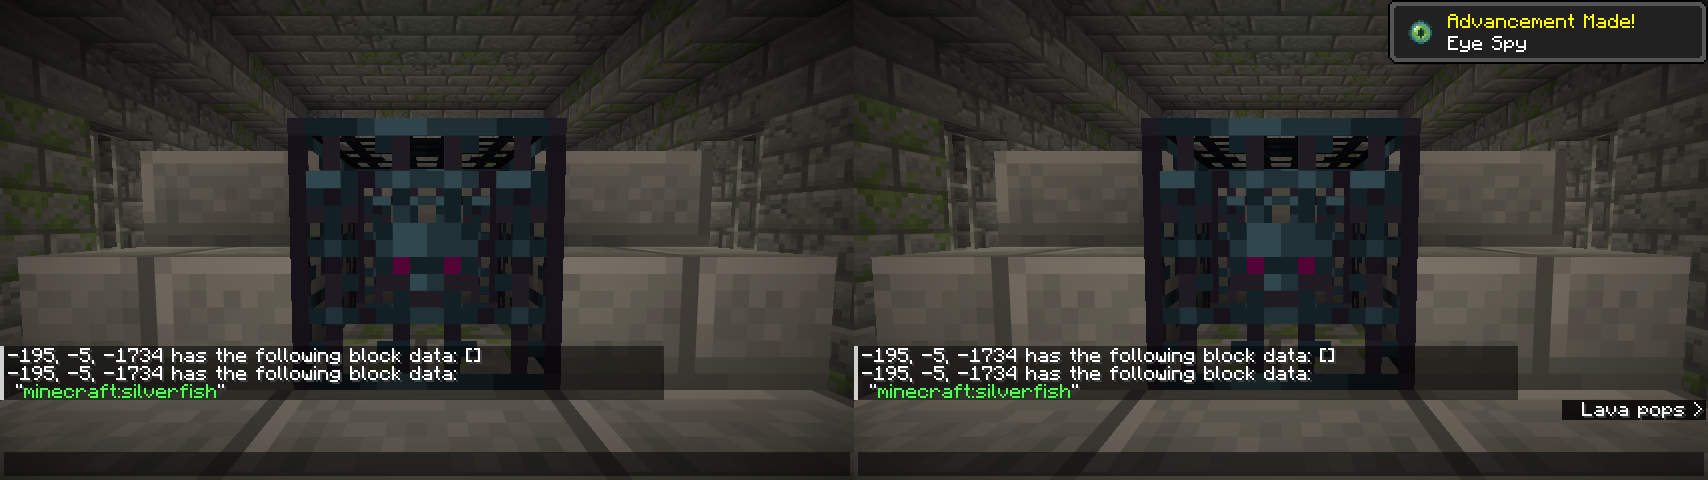 -195, -5, -1734 has the following block data: []
-195, -5, -1734 has the following block data:
"minecraft:silverfish"
Advancement Made!
Eye Spy
-195, -5, -1734 has the following block data: []
-195, -5, -1734 has the following block data:
"minecraft:silverfish"
Lava pops >